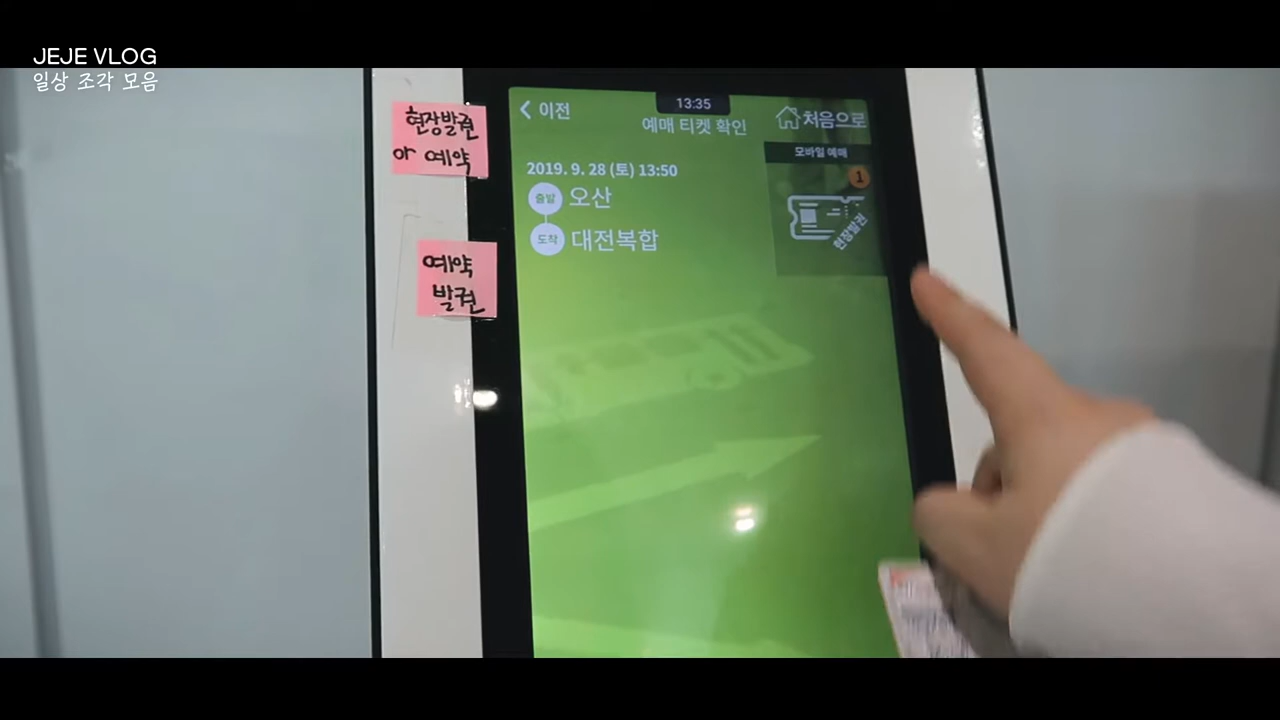 JEJE VLOG
일상 조각 모음
현장발권
or 예약
예약
발권
이전
13:35
예매 티켓 확인
처음으로
2019. 9. 28 (토) 13:50
출발
오산
도착
대전복합
모바일 예매
1
현장발권